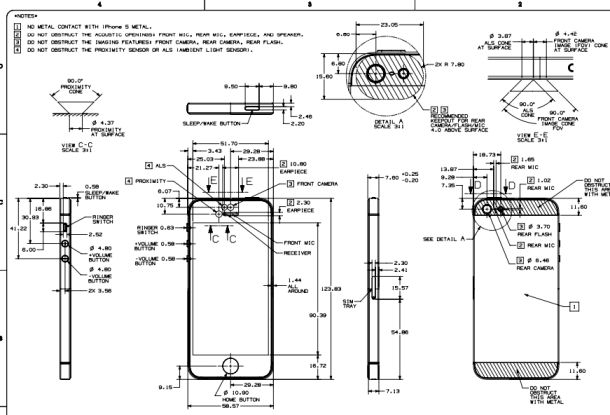 *NOTES*
1 NO METAL CONTACT WITH iPhone 5 METAL.
2 DO NOT OBSTRUCT THE ACOUSTIC OPENINGS: FRONT MIC, REAR MIC, EARPIECE, AND SPEAKER.
3 DO NOT OBSTRUCT THE IMAGING FEATURES: FRONT CAMERA, REAR CAMERA, REAR FLASH.
4 DO NOT OBSTRUCT THE PROXIMITY SENSOR OR ALS (AMBIENT LIGHT SENSOR).
4
3
2
90.0°
PROXIMITY
CONE
Ø 4.37
PROXIMITY
AT SURFACE
VIEW C-C
SCALE 3:1
9.50
9.80
2.46
2.20
SLEEP/WAKE BUTTON
23.05
6.80
6.80
15.60
2X R 7.80
DETAIL A
SCALE 3:1
2 3
RECOMMENDED
KEEPOUT FOR REAR
CAMERA/FLASH/MIC
4.0 ABOVE SURFACE
Ø 3.87
ALS CONE
AT SURFACE
Ø 4.42
FRONT CAMERA
IMAGE (FOV) CONE
AT SURFACE
C
90.0°
ALS
CONE
90.0°
FRONT CAMERA
IMAGE CONE
FOV
VIEW E-E
SCALE 3:1
2.30
0.58
SLEEP/WAKE
BUTTON
16.86
30.83
41.22
6.00
RINGER
SWITCH
2.52
Ø 4.80
+VOLUME
BUTTON
Ø 4.80
-VOLUME
BUTTON
2X 3.56
51.70
3.43
29.28
25.03
23.88
21.27
2 10.80
EARPIECE
4 ALS
4 PROXIMITY
E
E
3 FRONT CAMERA
6.07
10.75
2 2.30
EARPIECE
RINGER 0.63
SWITCH
C
C
+VOLUME 0.58
BUTTON
-VOLUME 0.58
BUTTON
FRONT MIC
RECEIVER
1.44
ALL
AROUND
123.83
90.39
16.72
9.15
Ø 10.90
HOME BUTTON
29.28
58.57
7.60 +0.25
-0.20
2.30
2.41
15.57
SIM
TRAY
54.86
7.13
18.73
2 1.65
REAR MIC
13.87
9.28
7.35
D
D
2 1.02
REAR MIC
DO NOT
OBSTRUCT
THIS AREA
WITH METAL
11.60
SEE DETAIL A
3 Ø 3.70
REAR FLASH
2 REAR MIC
3 Ø 6.46
REAR CAMERA
1
11.60
DO NOT
OBSTRUCT
THIS AREA
WITH METAL